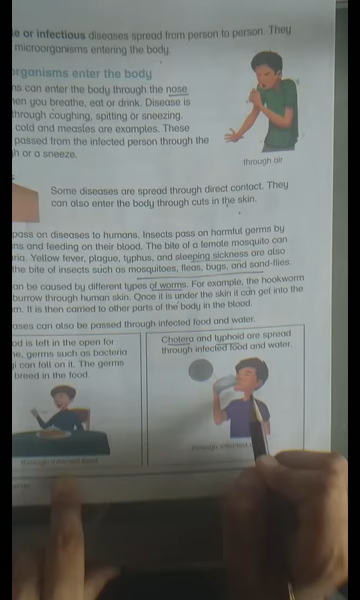 e or infectious diseases spread from person to person. They
microorganisms entering the body.
organisms enter the body
ns can enter the body through the nose
hen you breathe, eat or drink. Disease is
through coughing, spitting or sneezing.
cold and measles are examples. These
passed from the infected person through the
h or a sneeze.
through air
Some diseases are spread through direct contact. They
can also enter the body through cuts in the skin.
pass on diseases to humans. Insects pass on harmful germs by
ns and feeding on their blood. The bite of a female mosquito can
ria. Yellow fever, plague, typhus, and sleeping sickness are also
the bite of insects such as mosquitoes, fleas, bugs, and sand-flies.
an be caused by different types of worms. For example, the hookworm
burrow through human skin. Once it is under the skin it can get into the
m. It is then carried to other parts of the body in the blood.
ases can also be passed through infected food and water.
od is left in the open for
e, germs such as bacteria
i can fall on it. The germs
breed in the food.
through infected food
Cholera and typhoid are spread
through infected food and water.
through infected